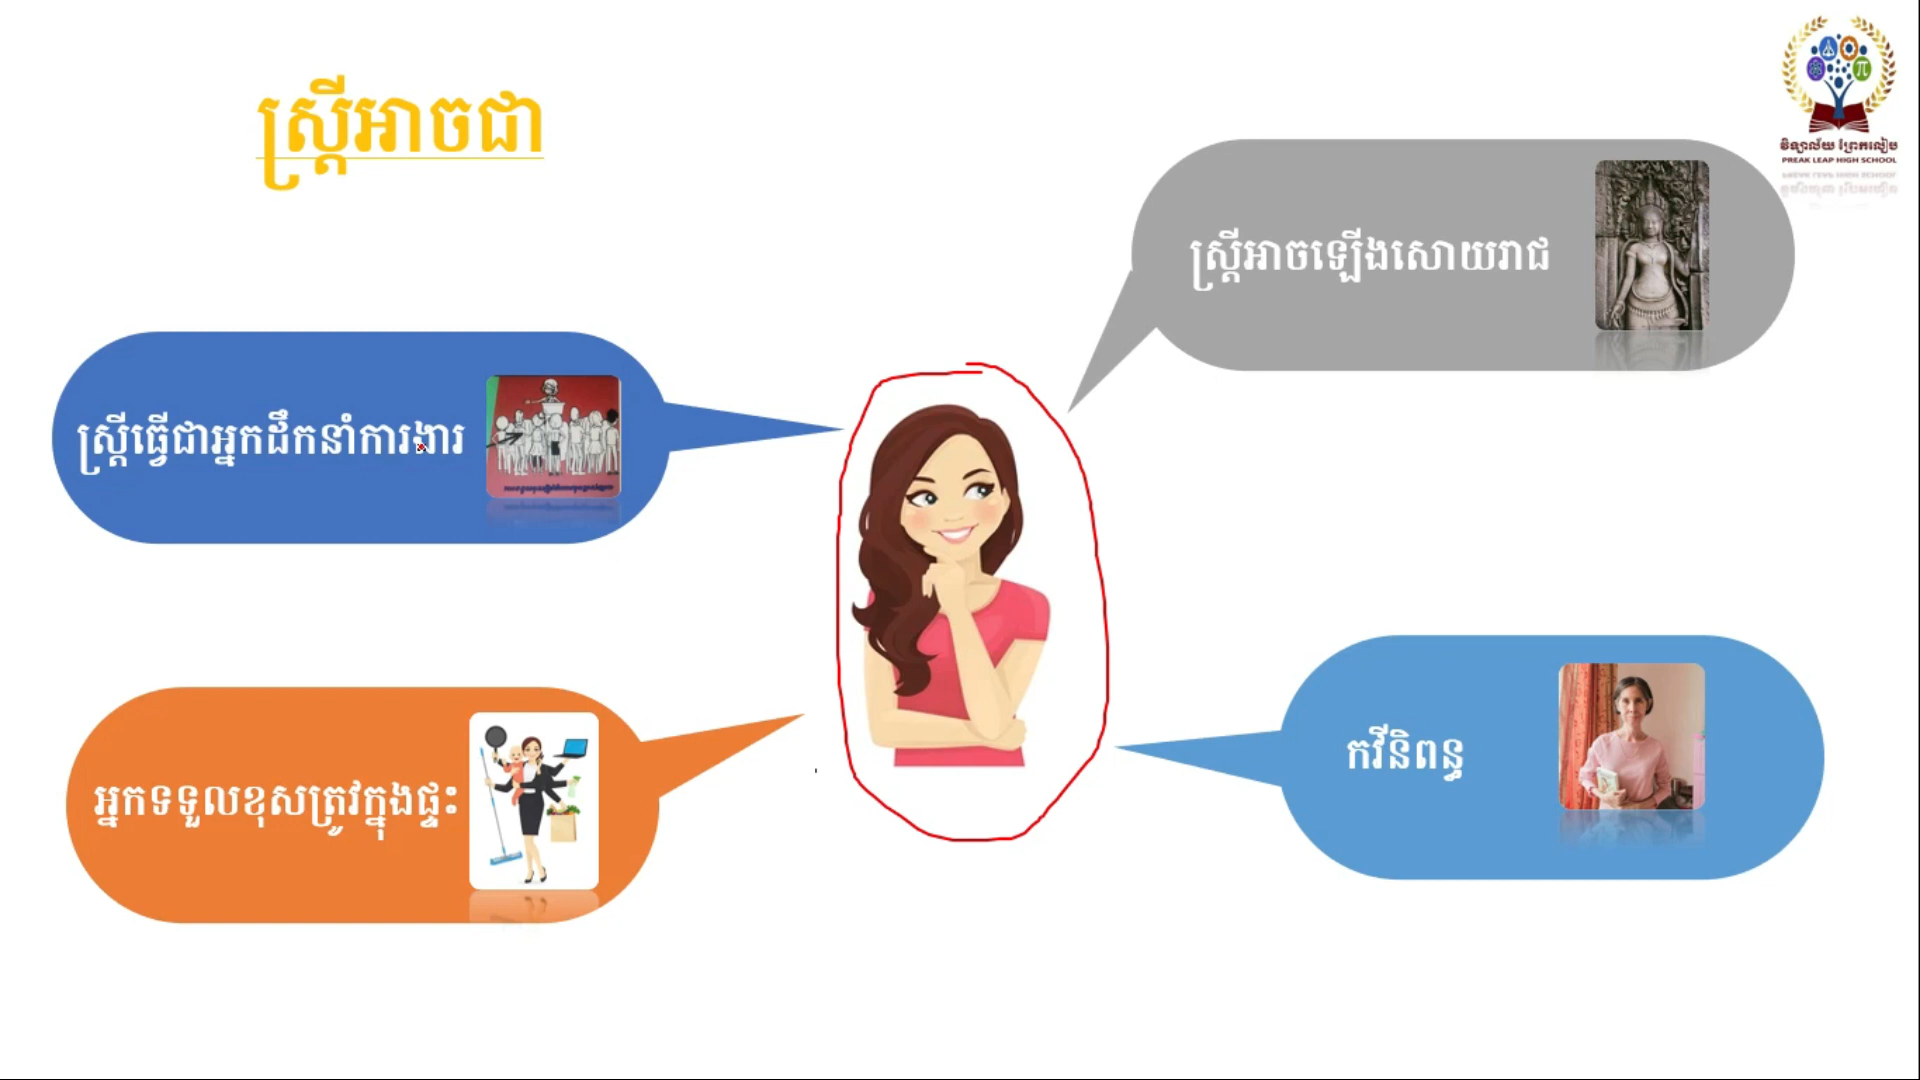 ស្ត្រីអាចជា
វិទ្យាល័យ ព្រែកលៀប
PREAK LEAP HIGH SCHOOL
ស្ត្រីអាចឡើងសោយរាជ
ស្ត្រីធ្វើជាអ្នកដឹកនាំការងារ
កវីនិពន្ធ
អ្នកទទួលខុសត្រូវក្នុងផ្ទះ